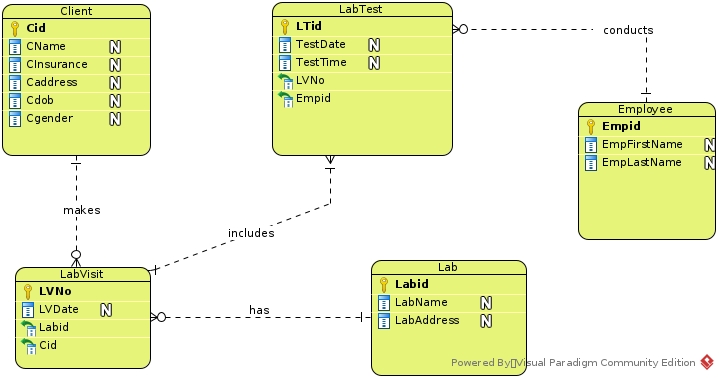 Client
Cid
CName N
CInsurance N
Caddress N
Cdob N
Cgender N
LabTest
LTid
TestDate N
TestTime N
LVNo
Empid
conducts
Employee
Empid
EmpFirstName N
EmpLastName N
makes
includes
LabVisit
LVNo
LVDate N
Labid
Cid
has
Lab
Labid
LabName N
LabAddress N
Powered By▯Visual Paradigm Community Edition